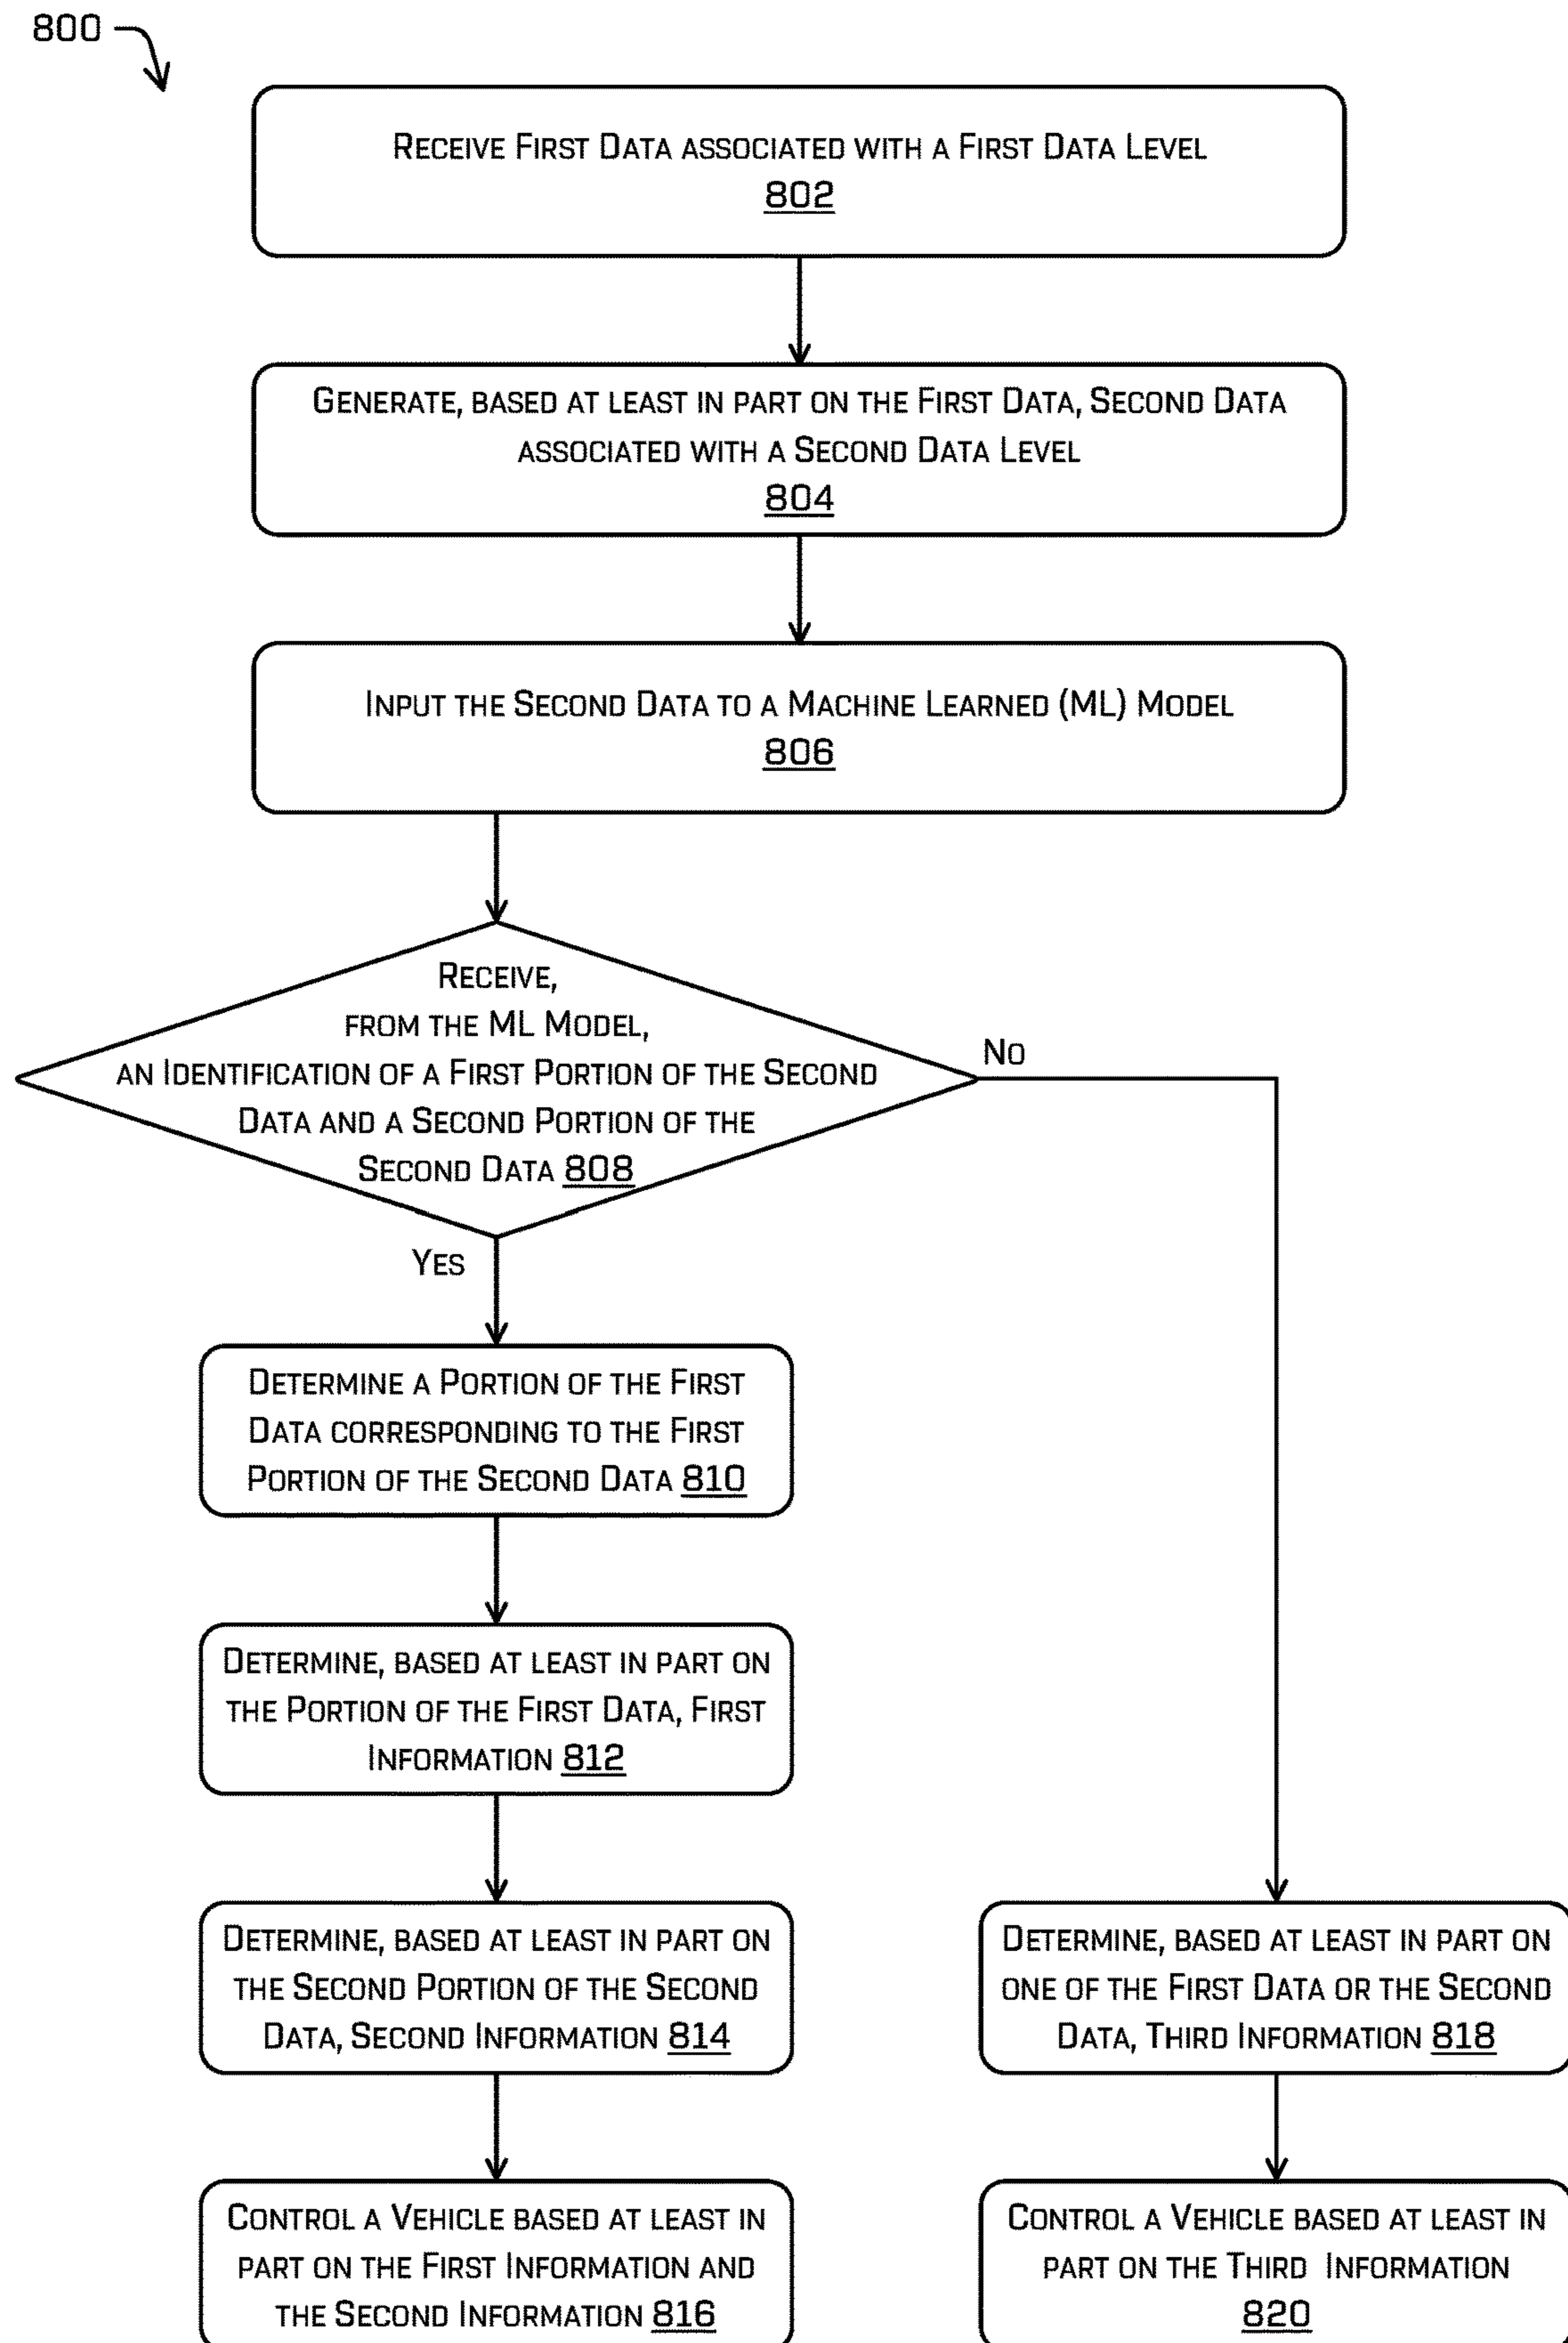 800
Receive First Data associated with a First Data Level
802
Generate, based at least in part on the First Data, Second Data
associated with a Second Data Level
804
Input the Second Data to a Machine Learned (ML) Model
806
Receive,
from the ML Model,
an Identification of a First Portion of the Second
Data and a Second Portion of the
Second Data 808
No
Yes
Determine a Portion of the First
Data corresponding to the First
Portion of the Second Data 810
Determine, based at least in part on
the Portion of the First Data, First
Information 812
Determine, based at least in part on
the Second Portion of the Second
Data, Second Information 814
Control a Vehicle based at least in
part on the First Information and
the Second Information 816
Determine, based at least in part on
one of the First Data or the Second
Data, Third Information 818
Control a Vehicle based at least in
part on the Third Information
820